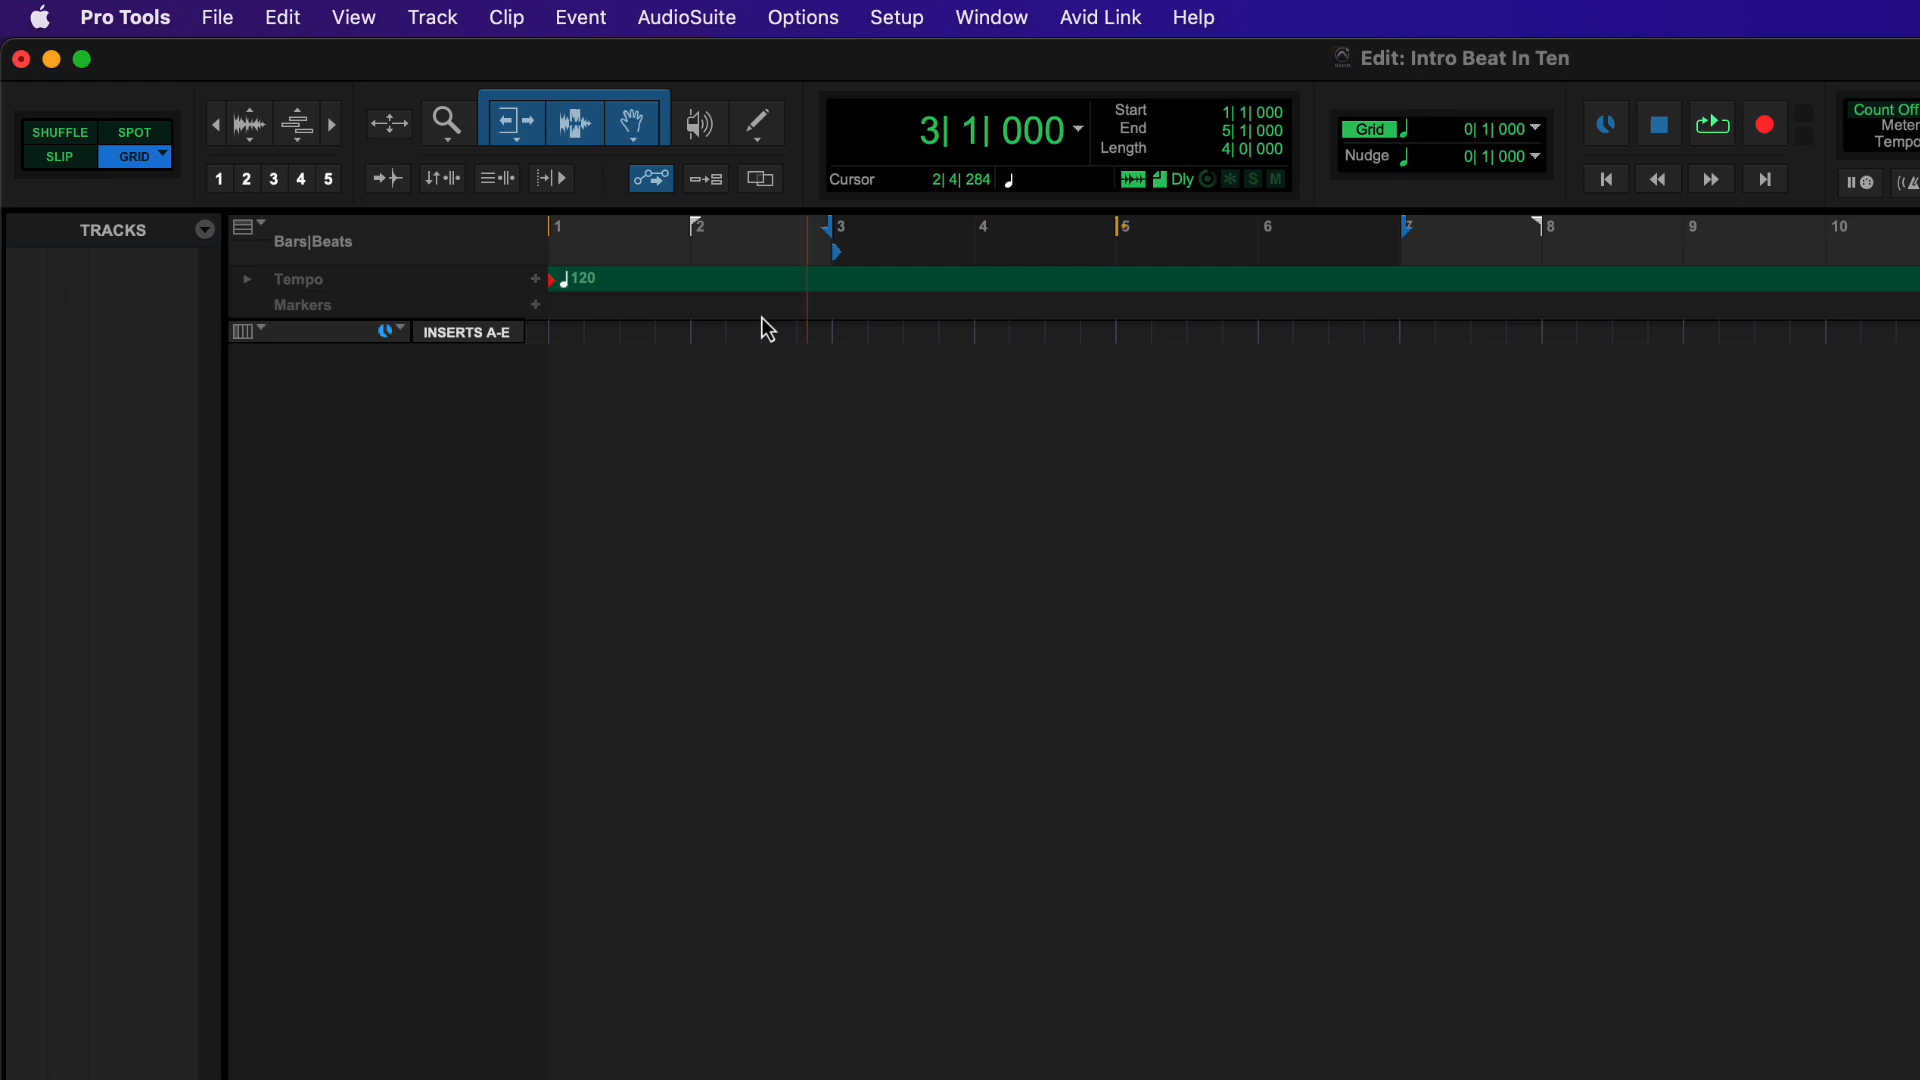 Pro Tools File Edit View Track Clip Event AudioSuite Options Setup Window Avid Link Help
Edit: Intro Beat In Ten
SHUFFLE SPOT
SLIP GRID
1 2 3 4 5
3| 1| 000
Start 1| 1| 000
End 5| 1| 000
Length 4| 0| 000
Cursor 2| 4| 284
Dly S M
Grid 0| 1| 000
Nudge 0| 1| 000
Count Off
Meter
Tempo
TRACKS
Bars|Beats
1 2 3 4 5 6 7 8 9 10
Tempo + 120
Markers +
INSERTS A-E